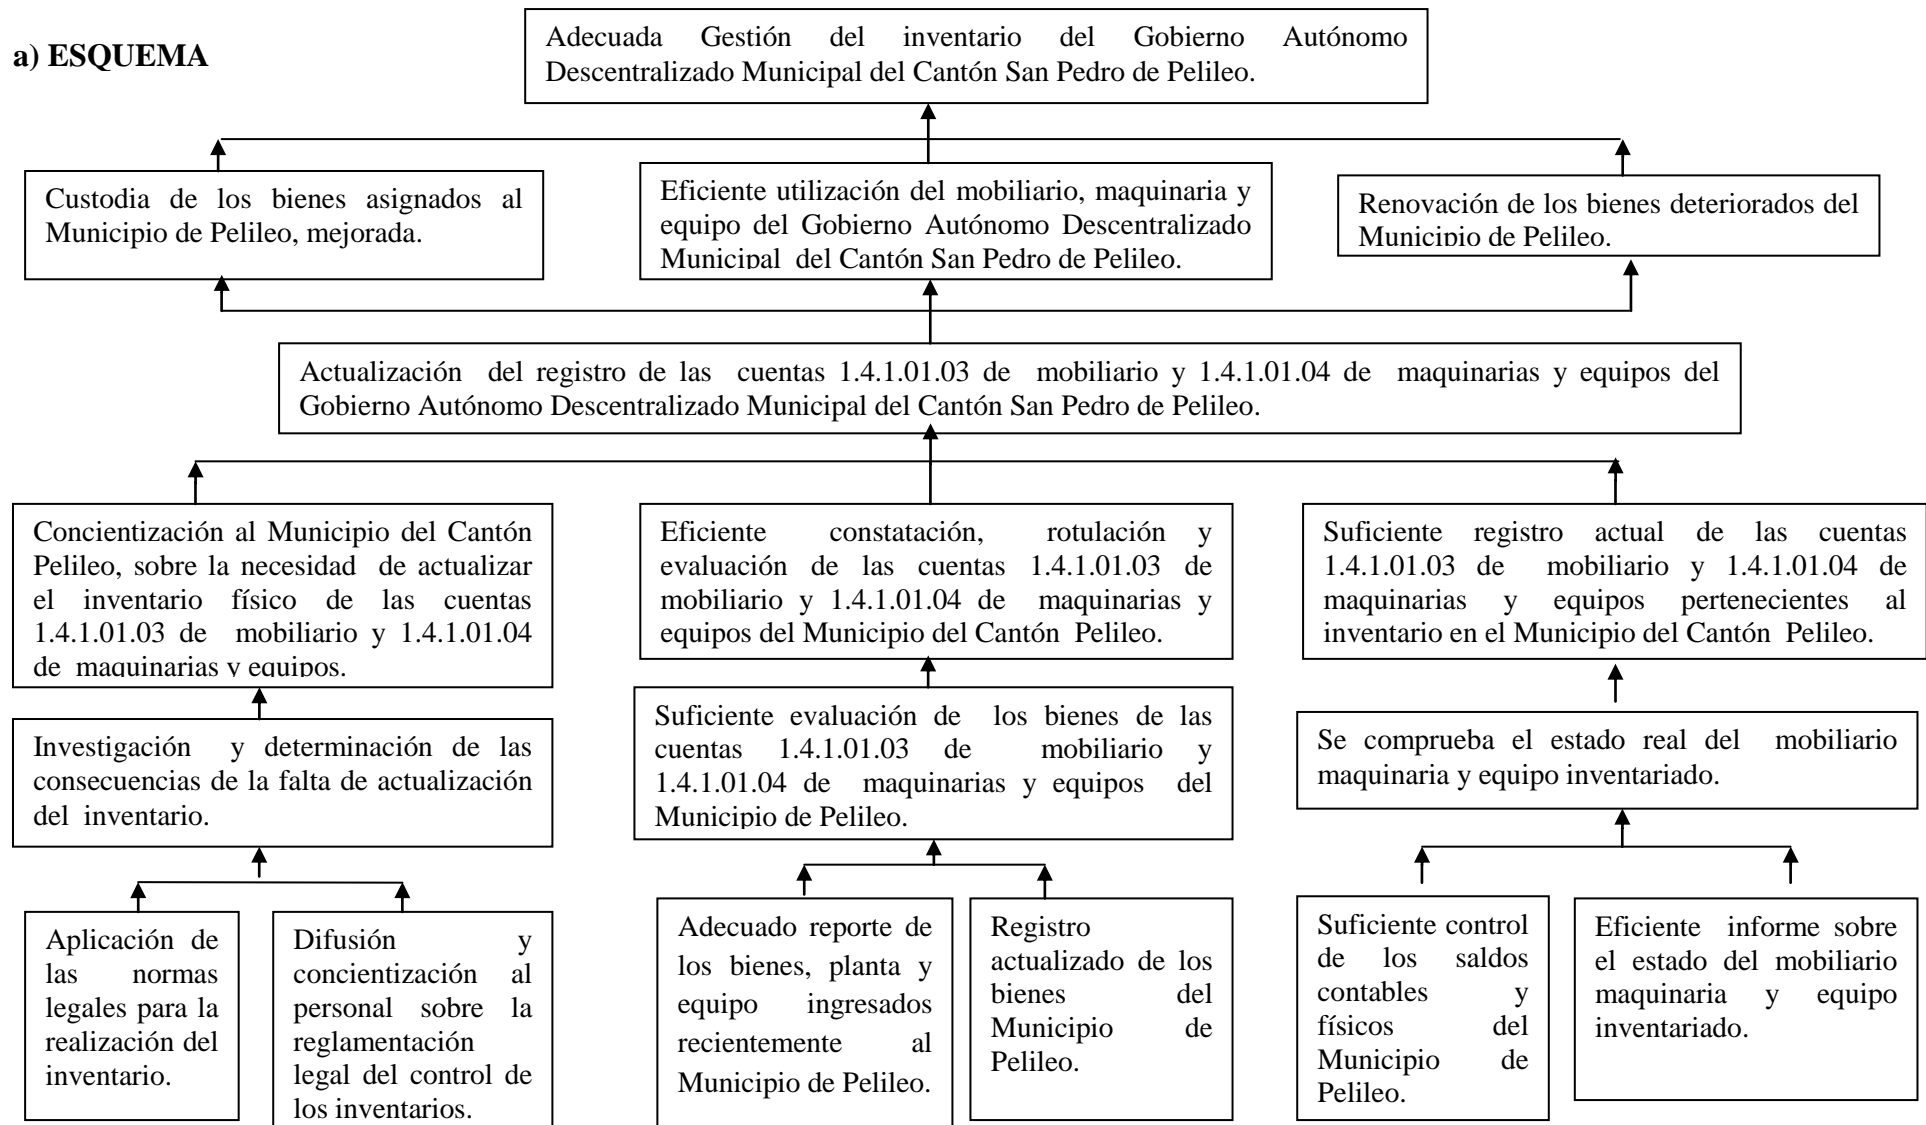 a) ESQUEMA
Adecuada Gestión del inventario del Gobierno Autónomo
Descentralizado Municipal del Cantón San Pedro de Pelileo.
Custodia de los bienes asignados al
Municipio de Pelileo, mejorada.
Eficiente utilización del mobiliario, maquinaria y
equipo del Gobierno Autónomo Descentralizado
Municipal del Cantón San Pedro de Pelileo.
Renovación de los bienes deteriorados del
Municipio de Pelileo.
Actualización del registro de las cuentas 1.4.1.01.03 de mobiliario y 1.4.1.01.04 de maquinarias y equipos del
Gobierno Autónomo Descentralizado Municipal del Cantón San Pedro de Pelileo.
Concientización al Municipio del Cantón
Pelileo, sobre la necesidad de actualizar
el inventario físico de las cuentas
1.4.1.01.03 de mobiliario y 1.4.1.01.04
de maquinarias y equipos.
Eficiente constatación, rotulación y
evaluación de las cuentas 1.4.1.01.03 de
mobiliario y 1.4.1.01.04 de maquinarias y
equipos del Municipio del Cantón Pelileo.
Suficiente registro actual de las cuentas
1.4.1.01.03 de mobiliario y 1.4.1.01.04 de
maquinarias y equipos pertenecientes al
inventario en el Municipio del Cantón Pelileo.
Investigación y determinación de las
consecuencias de la falta de actualización
del inventario.
Suficiente evaluación de los bienes de las
cuentas 1.4.1.01.03 de mobiliario y
1.4.1.01.04 de maquinarias y equipos del
Municipio de Pelileo.
Se comprueba el estado real del mobiliario
maquinaria y equipo inventariado.
Aplicación de
las normas
legales para la
realización del
inventario.
Difusión y
concientización al
personal sobre la
reglamentación
legal del control de
los inventarios.
Adecuado reporte de
los bienes, planta y
equipo ingresados
recientemente al
Municipio de Pelileo.
Registro
actualizado de los
bienes del
Municipio de
Pelileo.
Suficiente control
de los saldos
contables y
físicos del
Municipio de
Pelileo.
Eficiente informe sobre
el estado del mobiliario
maquinaria y equipo
inventariado.